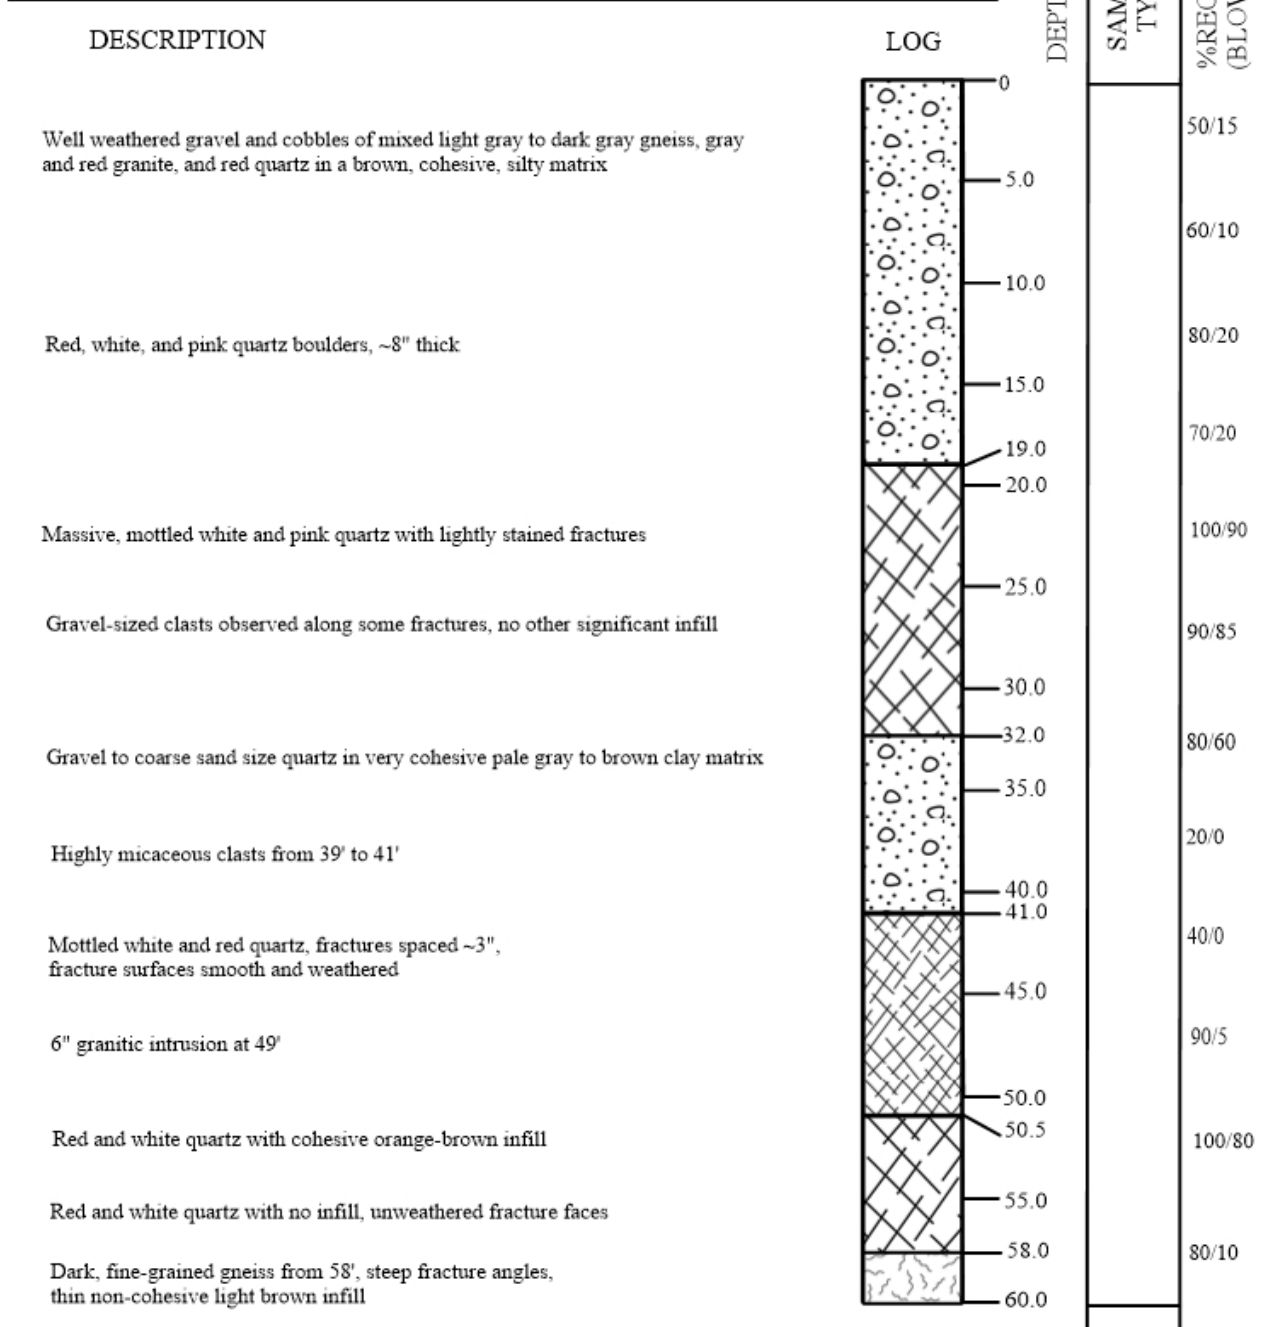 DESCRIPTION
LOG
DEPT
SAM
TY
%REC
(BLOW
0
Well weathered gravel and cobbles of mixed light gray to dark gray gneiss, gray
and red granite, and red quartz in a brown, cohesive, silty matrix
50/15
5.0
60/10
10.0
Red, white, and pink quartz boulders, ~8" thick
80/20
15.0
70/20
19.0
20.0
Massive, mottled white and pink quartz with lightly stained fractures
100/90
25.0
Gravel-sized clasts observed along some fractures, no other significant infill
90/85
30.0
32.0
80/60
Gravel to coarse sand size quartz in very cohesive pale gray to brown clay matrix
35.0
20/0
Highly micaceous clasts from 39' to 41'
40.0
41.0
40/0
Mottled white and red quartz, fractures spaced ~3",
fracture surfaces smooth and weathered
45.0
90/5
6" granitic intrusion at 49'
50.0
50.5
Red and white quartz with cohesive orange-brown infill
100/80
55.0
Red and white quartz with no infill, unweathered fracture faces
58.0
80/10
Dark, fine-grained gneiss from 58', steep fracture angles,
thin non-cohesive light brown infill
60.0